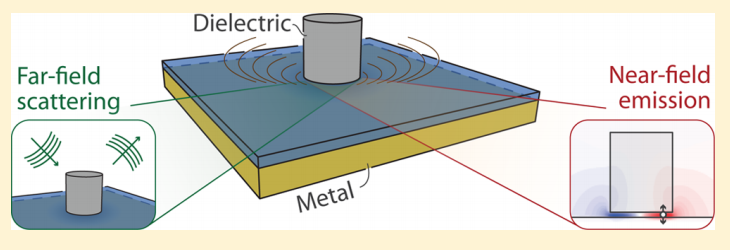 Dielectric
Far-field
scattering
Near-field
emission
Metal